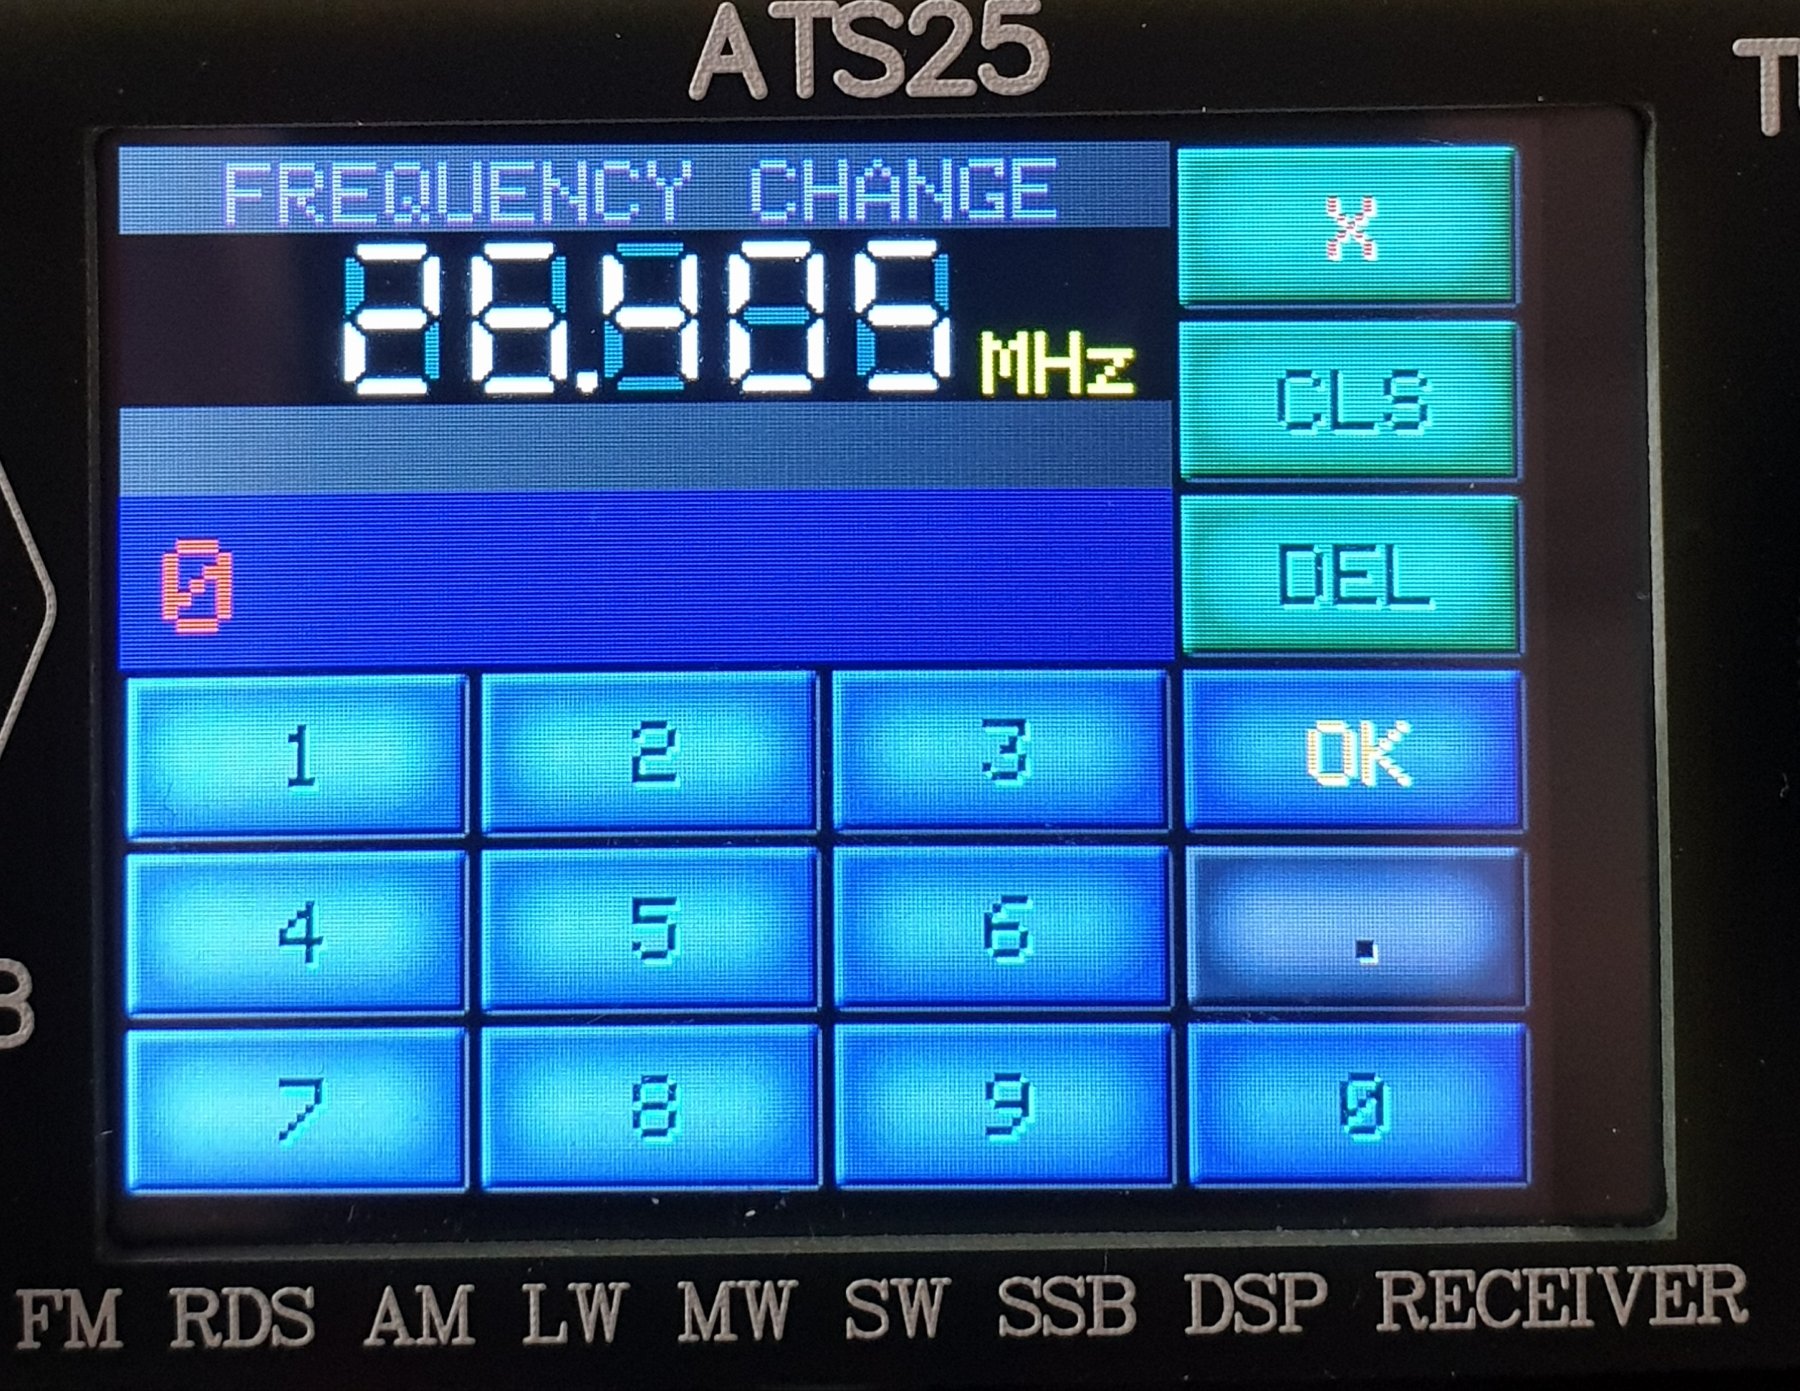 ATS25
FREQUENCY CHANGE
X
26.405 MHz
CLS
0
DEL
1 2 3 OK
4 5 6 .
7 8 9 0
FM RDS AM LW MW SW SSB DSP RECEIVER